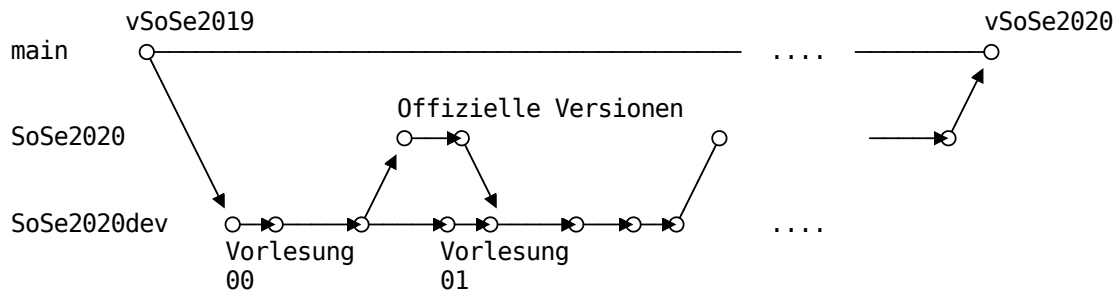 vSoSe2019 vSoSe2020
main ....
Offizielle Versionen
SoSe2020
SoSe2020dev ....
Vorlesung Vorlesung
00 01